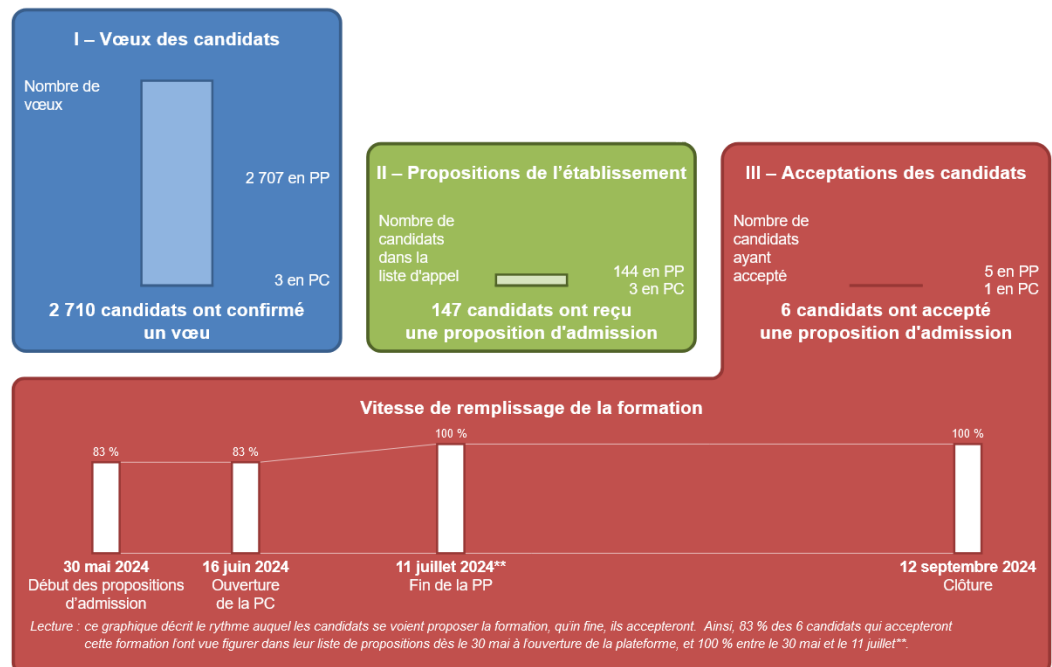 I – Vœux des candidats
Nombre de
vœux
2 707 en PP
3 en PC
2 710 candidats ont confirmé
un vœu
II – Propositions de l'établissement
Nombre de
candidats
dans la
liste d'appel
144 en PP
3 en PC
147 candidats ont reçu
une proposition d'admission
III – Acceptations des candidats
Nombre de
candidats
ayant
accepté
5 en PP
1 en PC
6 candidats ont accepté
une proposition d'admission
Vitesse de remplissage de la formation
83 %
83 %
100 %
100 %
30 mai 2024
Début des propositions
d'admission
16 juin 2024
Ouverture
de la PC
11 juillet 2024**
Fin de la PP
12 septembre 2024
Clôture
Lecture : ce graphique décrit le rythme auquel les candidats se voient proposer la formation, qu'in fine, ils accepteront. Ainsi, 83 % des 6 candidats qui accepteront
cette formation l'ont vue figurer dans leur liste de propositions dès le 30 mai à l'ouverture de la plateforme, et 100 % entre le 30 mai et le 11 juillet**.